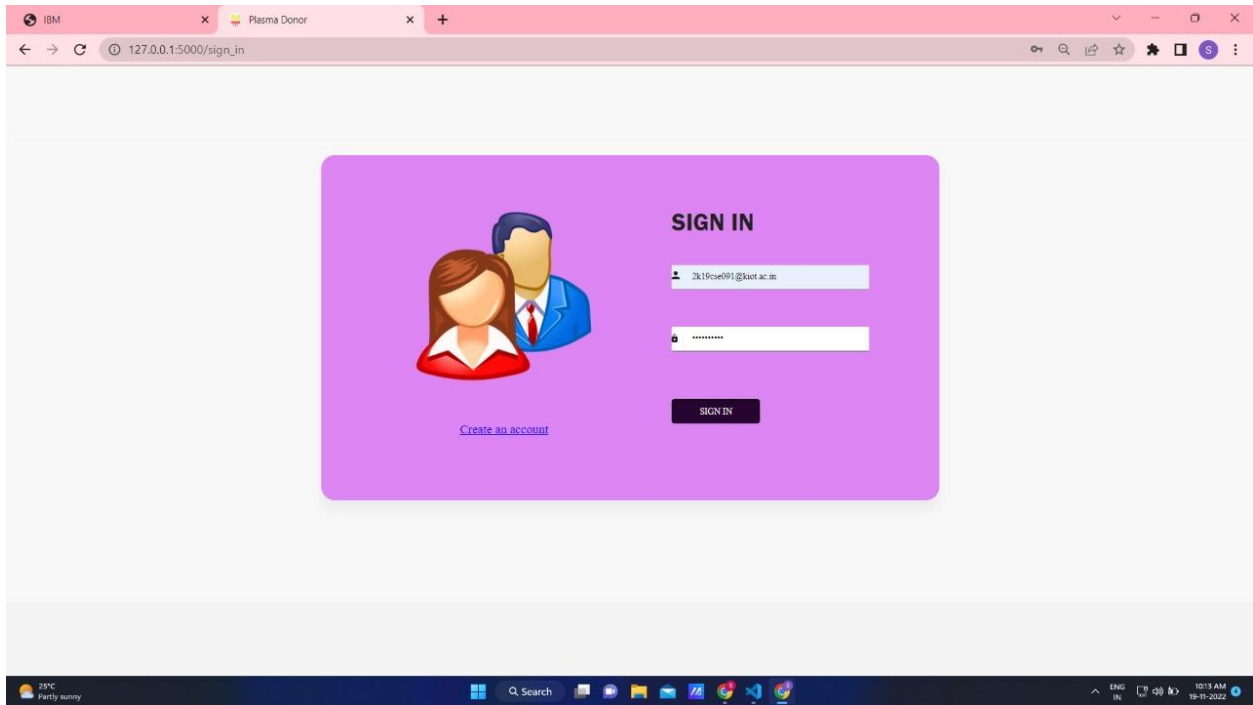 IBM
Plasma Donor
127.0.0.1:5000/sign_in
S
SIGN IN
2k19cse091@kiot.ac.in
••••••••••
SIGN IN
Create an account
25°C
Partly sunny
Search
ENG
IN
10:13 AM
19-11-2022